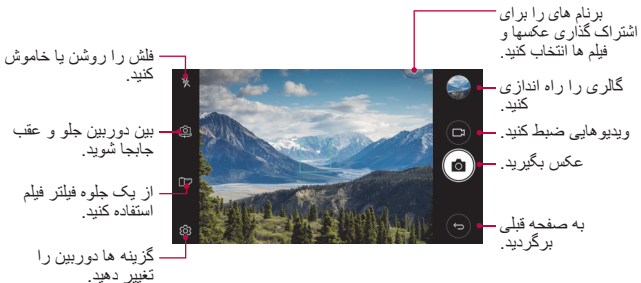 برنام های را برای
اشتراک گذاری عکسها و
فیلم ها انتخاب کنید.
گالری را راه اندازی
کنید.
ویدیوهایی ضبط کنید.
عکس بگیرید.
به صفحه قبلی
برگردید.
فلش را روشن یا خاموش
کنید.
بین دوربین جلو و عقب
جابجا شوید.
از یک جلوه فیلتر فیلم
استفاده کنید.
گزینه ها دوربین را
تغییر دهید.